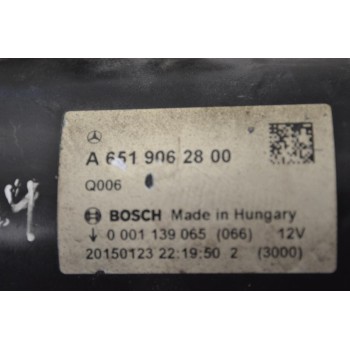 A 651 906 28 00
Q006
BOSCH Made in Hungary
↓ 0 001 139 065 (066) 12V
20150123 22:19:50 2 (3000)